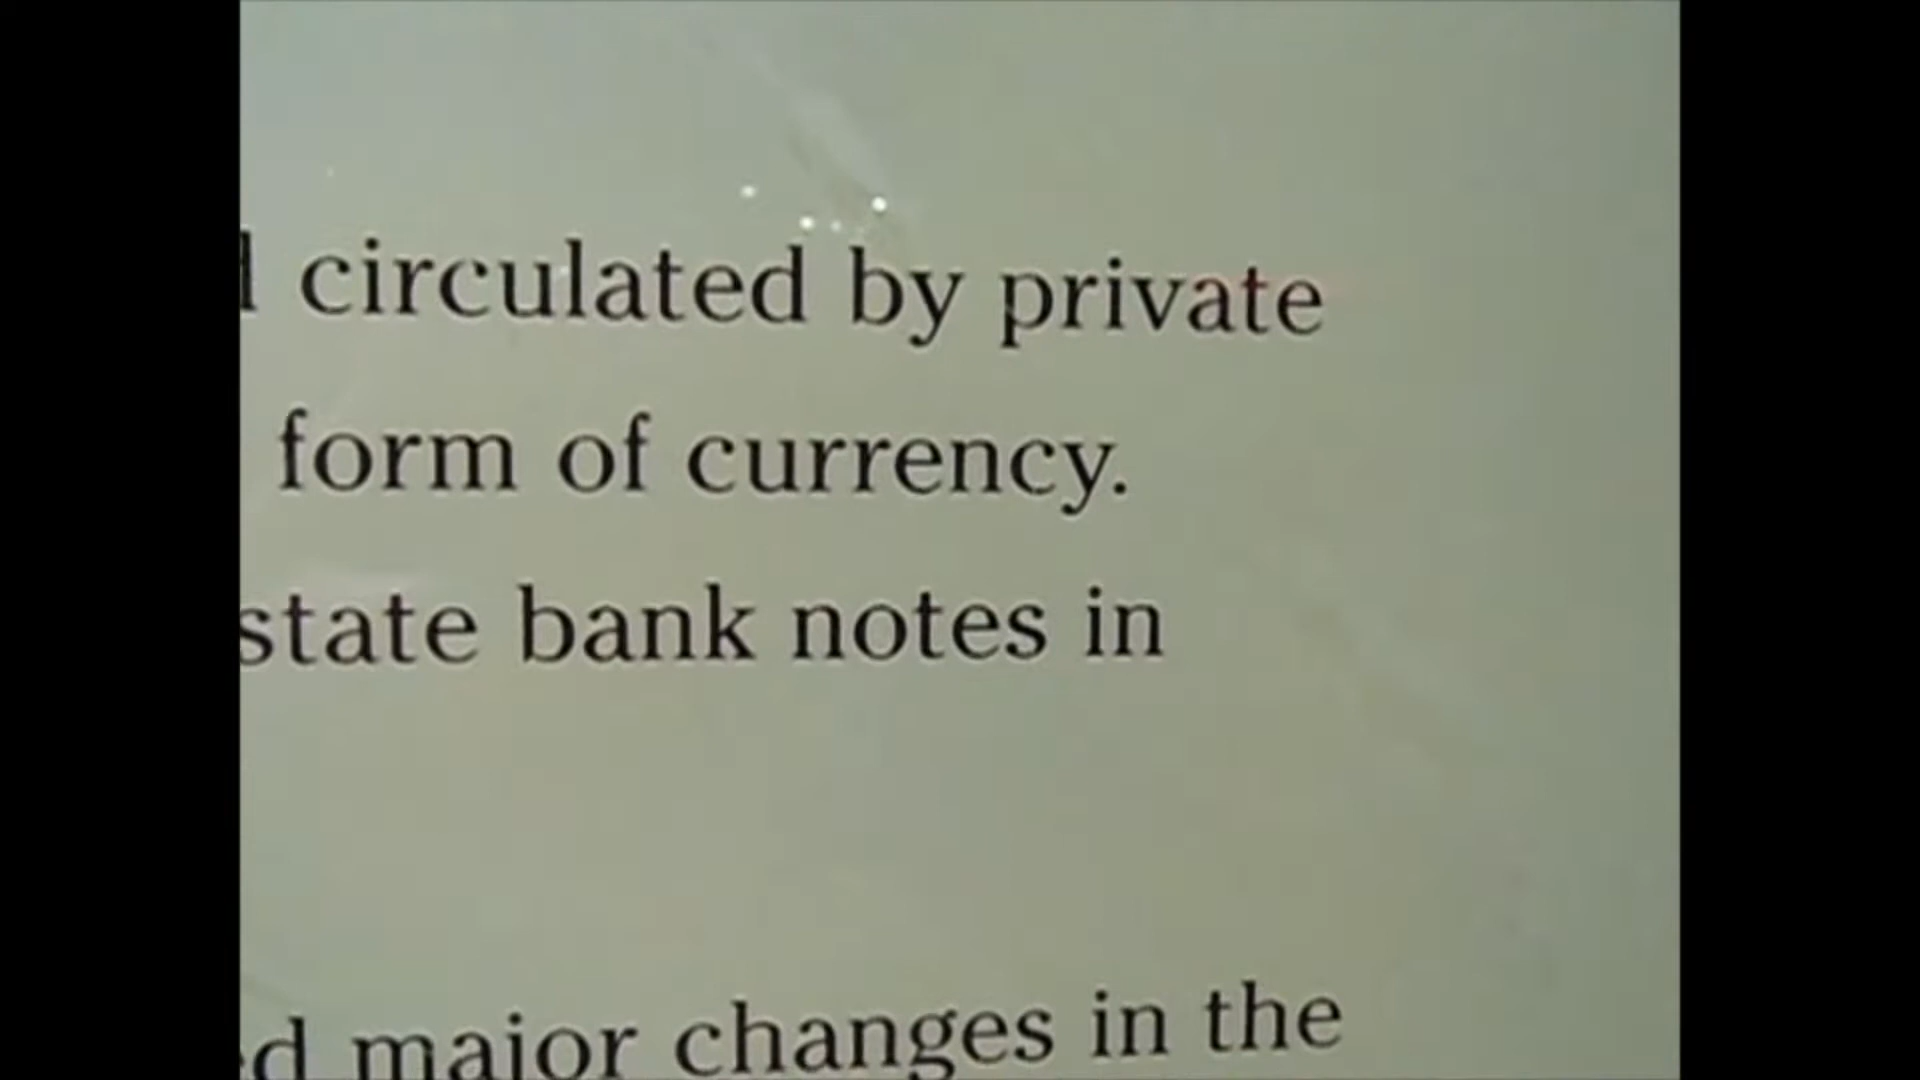 circulated by private
form of currency.
state bank notes in
major changes in the